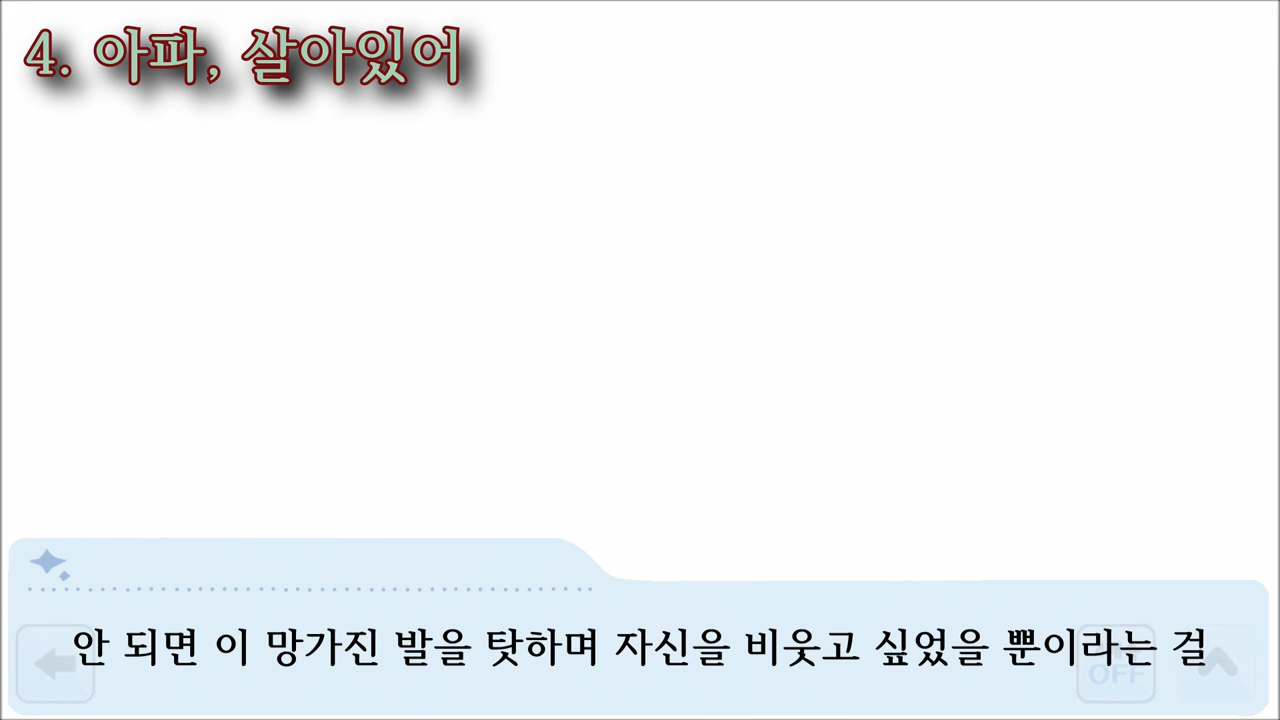 4. 아파, 살아있어
안 되면 이 망가진 발을 탓하며 자신을 비웃고 싶었을 뿐이라는 걸
OFF